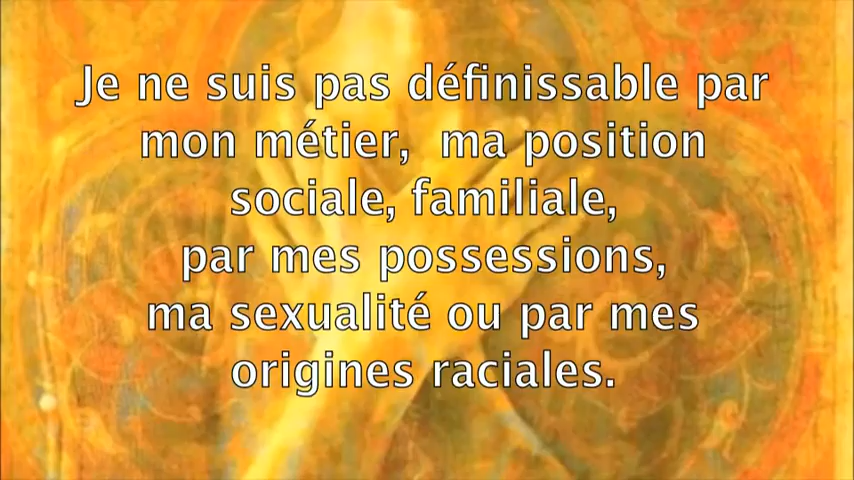 Je ne suis pas définissable par
mon métier,  ma position
sociale, familiale,
par mes possessions,
ma sexualité ou par mes
origines raciales.